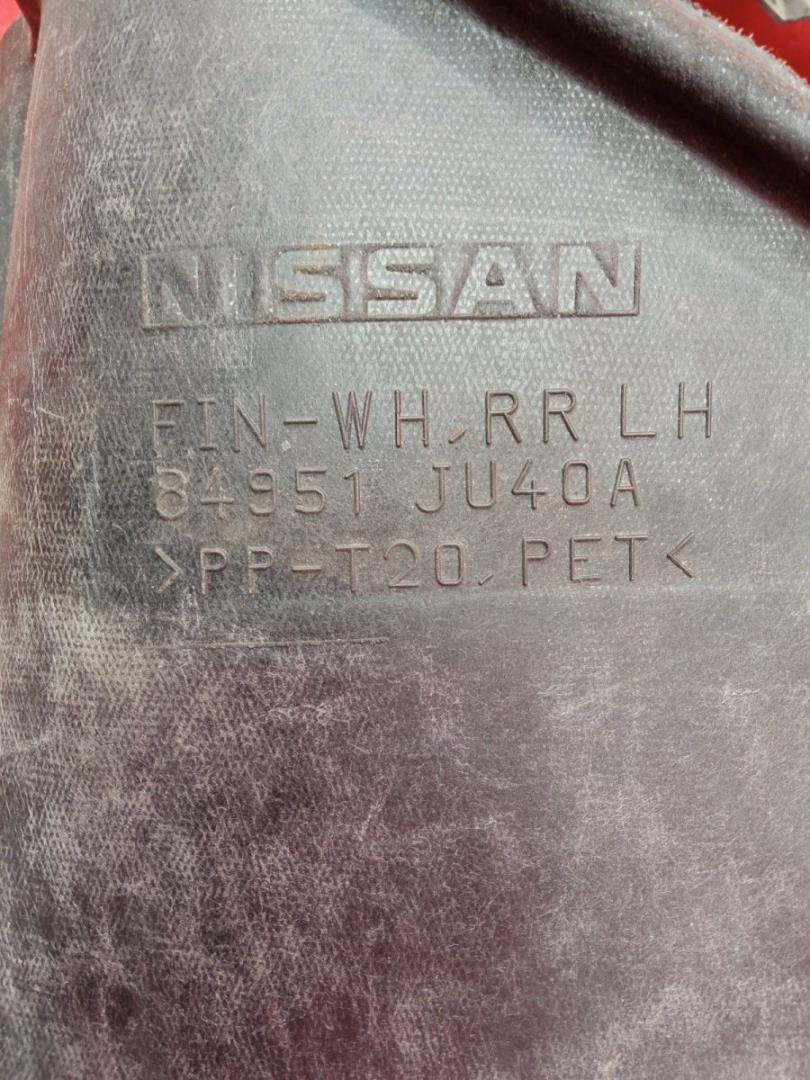 NISSAN
FIN-WH,RR LH
84951 JU40A
>PP-T20,PET<